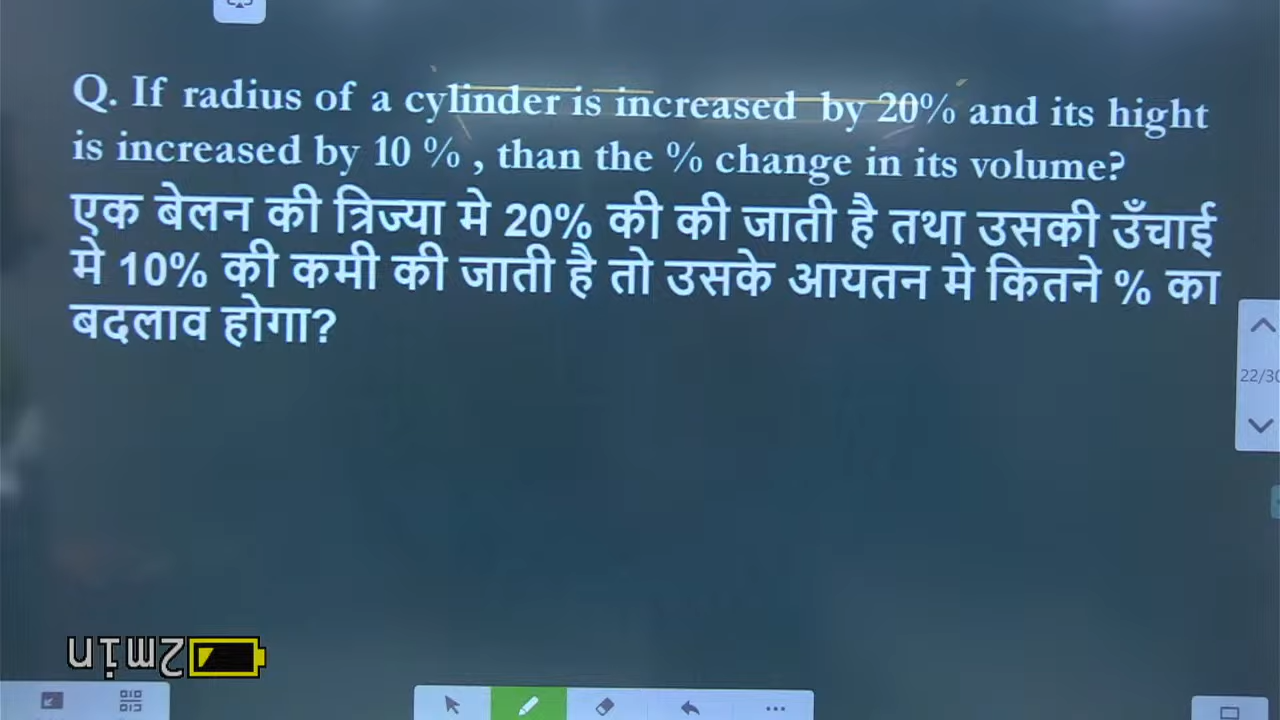 Q. If radius of a cylinder is increased by 20% and its hight
is increased by 10 % , than the % change in its volume?
एक बेलन की त्रिज्या मे 20% की की जाती है तथा उसकी उँचाई
मे 10% की कमी की जाती है तो उसके आयतन मे कितने % का
बदलाव होगा?
22/30
2min